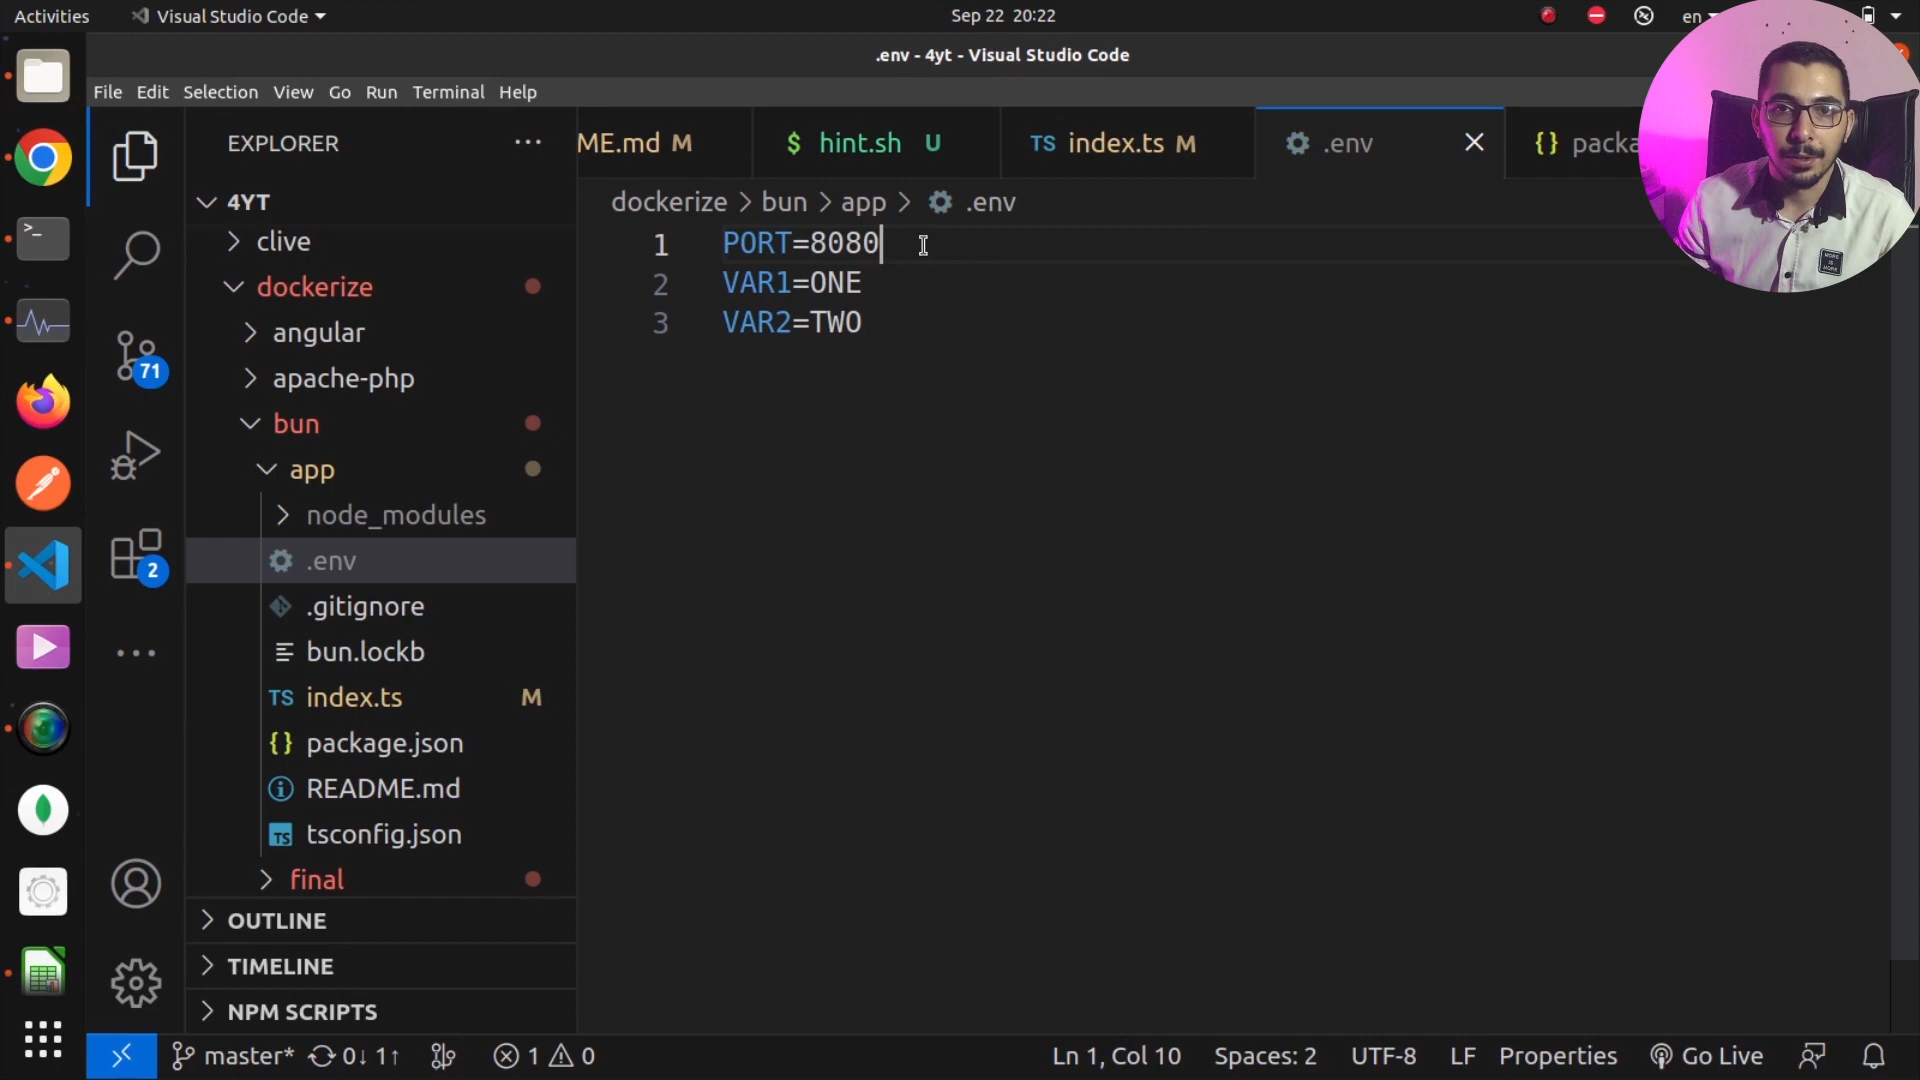 Activities
Visual Studio Code
Sep 22 20:22
en
.env - 4yt - Visual Studio Code
File Edit Selection View Go Run Terminal Help
EXPLORER
ME.md M
$ hint.sh U
TS index.ts M
.env
{} packa
4YT
clive
dockerize
angular
apache-php
bun
app
node_modules
.env
.gitignore
bun.lockb
TS index.ts M
{} package.json
README.md
TS tsconfig.json
final
OUTLINE
TIMELINE
NPM SCRIPTS
dockerize > bun > app > .env
1 PORT=8080
2 VAR1=ONE
3 VAR2=TWO
71
2
MORE IS MORE
master* 0↓ 1↑ 1 0
Ln 1, Col 10 Spaces: 2 UTF-8 LF Properties Go Live